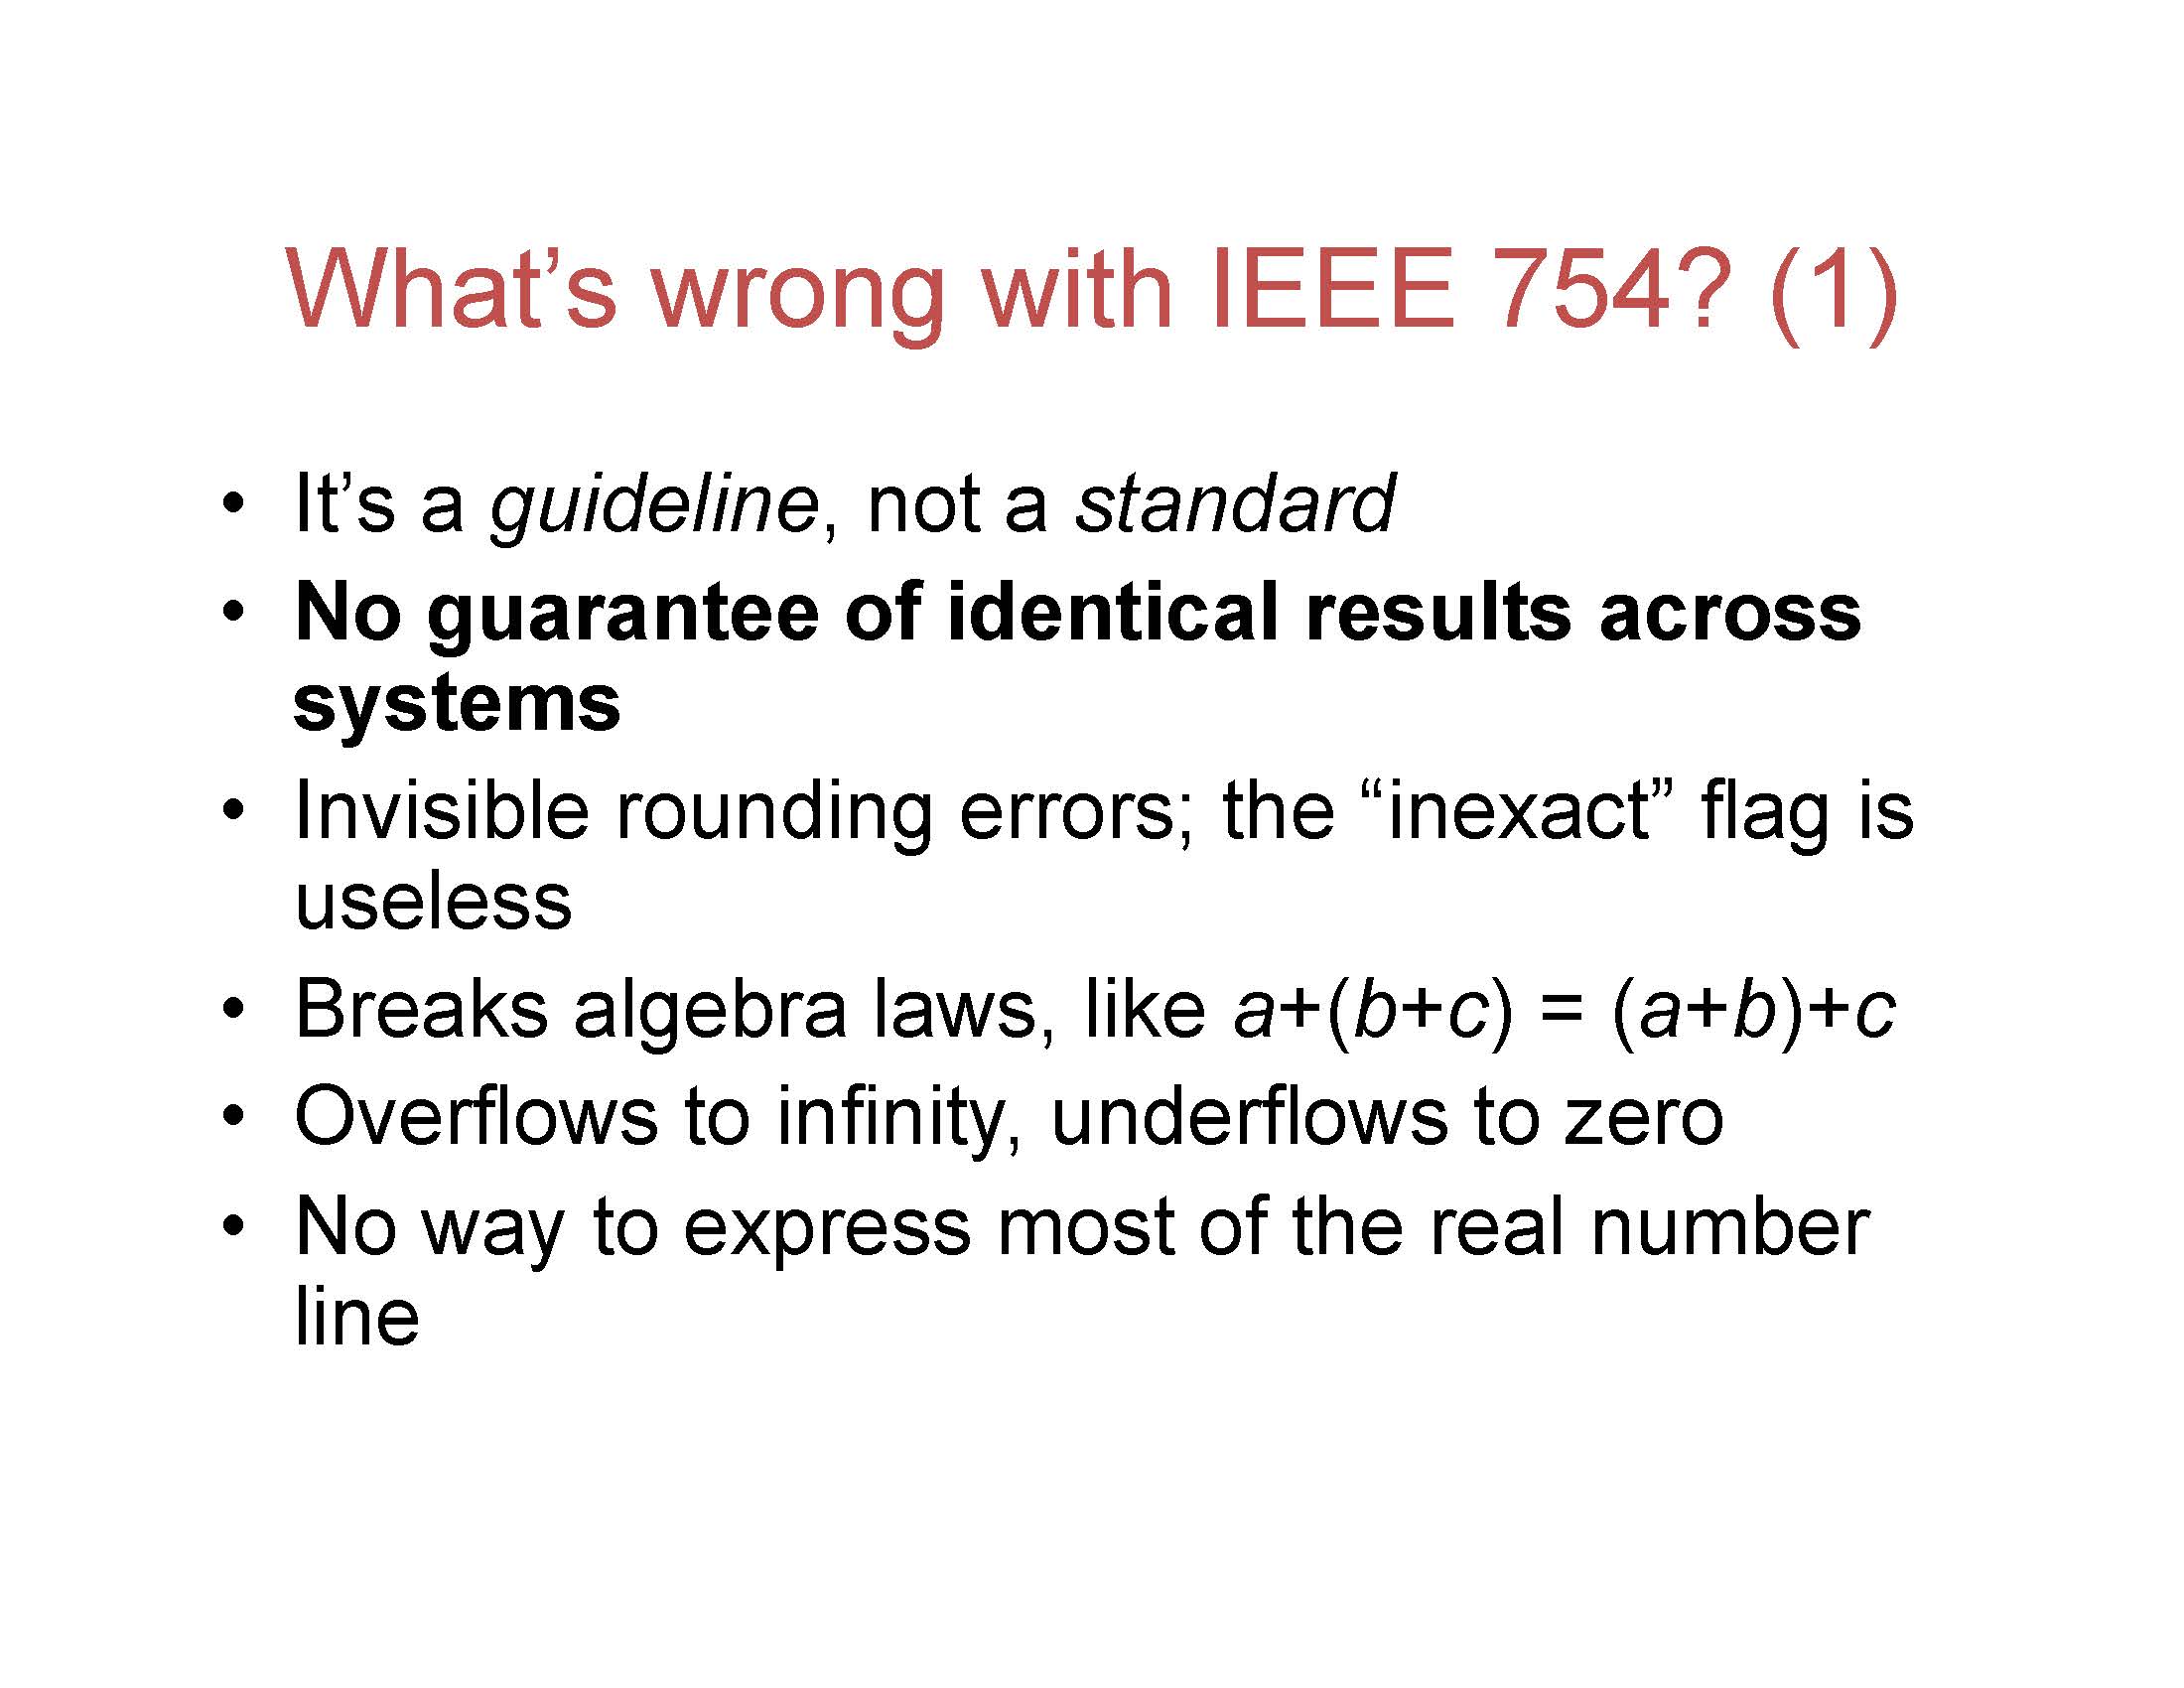 What’s wrong with IEEE 754? (1)
• It’s a guideline, not a standard
• No guarantee of identical results across
systems
• Invisible rounding errors; the “inexact” flag is
useless
• Breaks algebra laws, like a+(b+c) = (a+b)+c
• Overflows to infinity, underflows to zero
• No way to express most of the real number
line